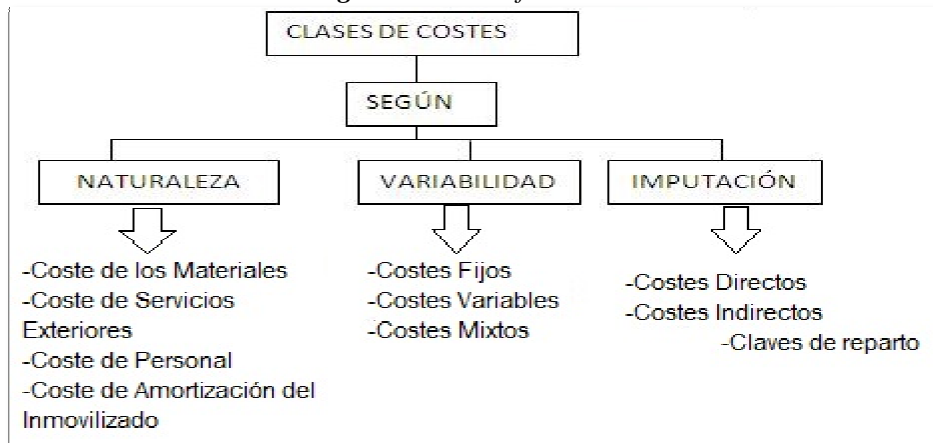 CLASES DE COSTES
SEGÚN
NATURALEZA
VARIABILIDAD
IMPUTACIÓN
-Coste de los Materiales
-Coste de Servicios
Exteriores
-Coste de Personal
-Coste de Amortización del
Inmovilizado
-Costes Fijos
-Costes Variables
-Costes Mixtos
-Costes Directos
-Costes Indirectos
-Claves de reparto